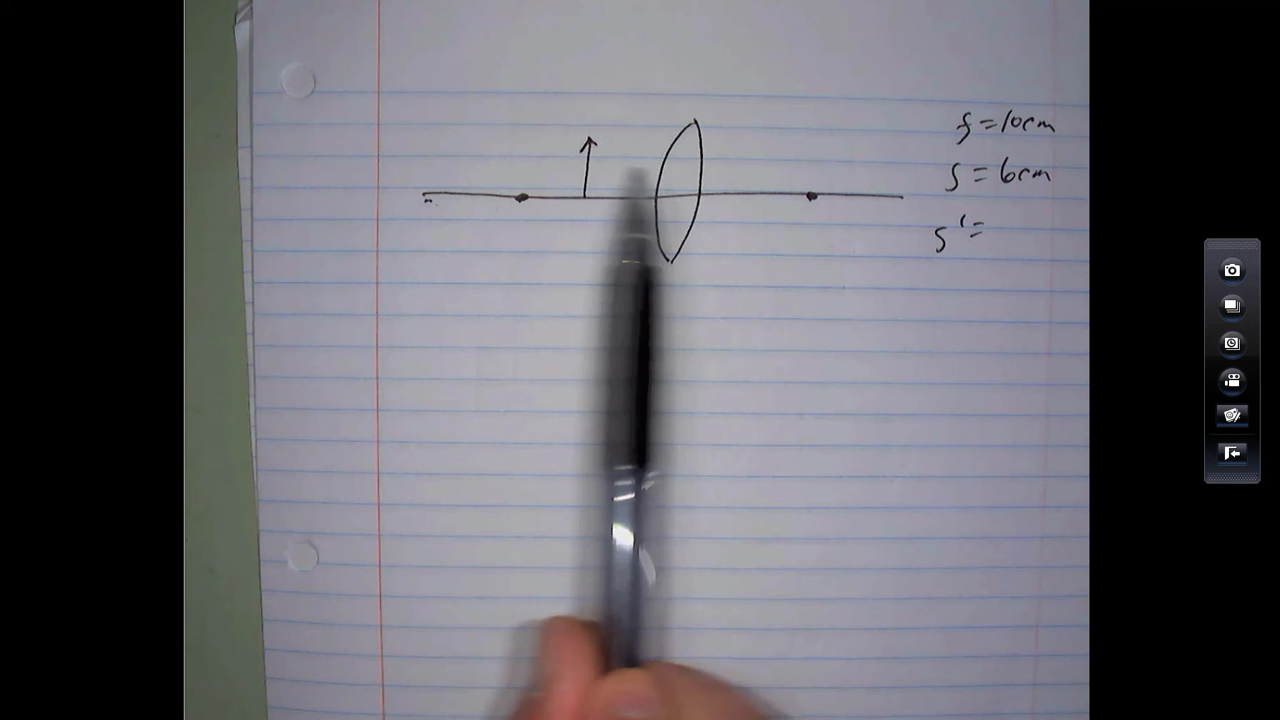 f = 10cm
s = 6cm
s' =